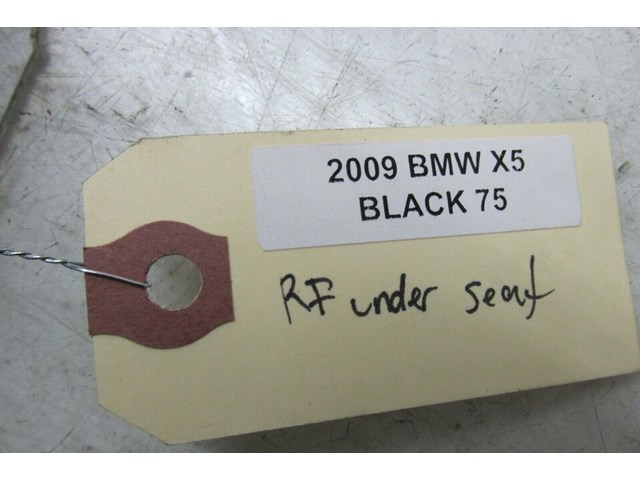 2009 BMW X5
BLACK 75
RF under seat